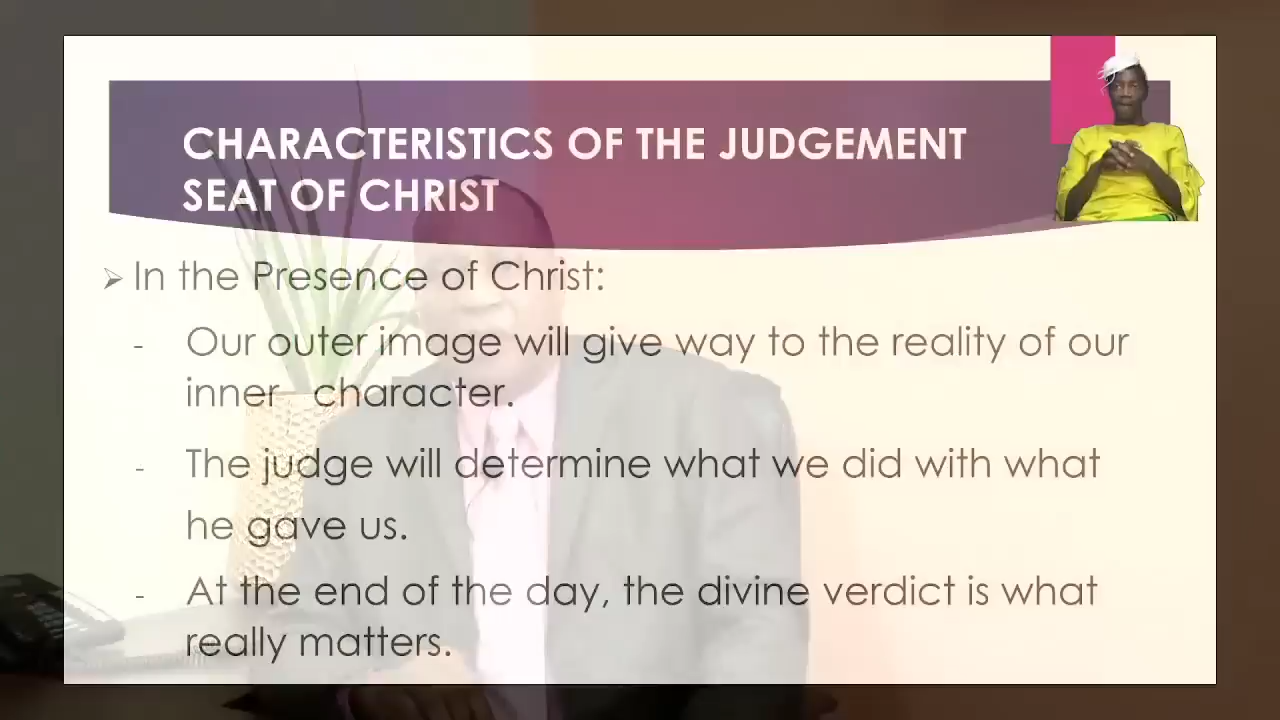 CHARACTERISTICS OF THE JUDGEMENT
SEAT OF CHRIST
➢ In the Presence of Christ:
- Our outer image will give way to the reality of our
inner character.
- The judge will determine what we did with what
he gave us.
- At the end of the day, the divine verdict is what
really matters.